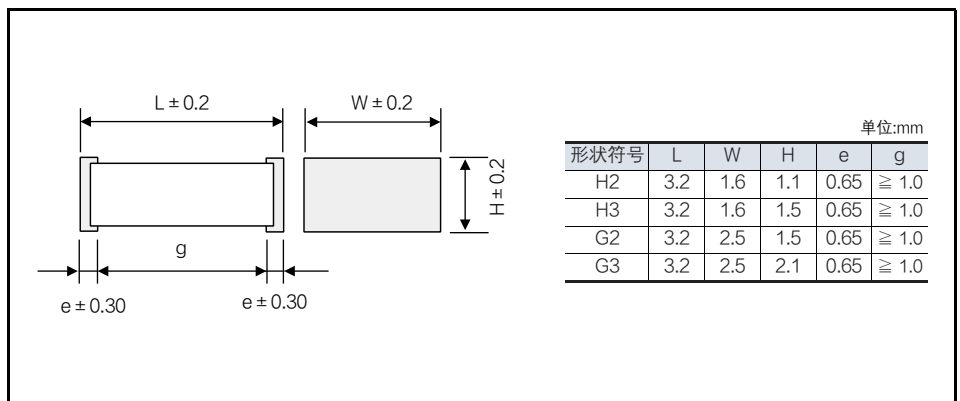 L ± 0.2
W ± 0.2
H ± 0.2
g
e ± 0.30
e ± 0.30
单位:mm
形状符号 L W H e g
H2 3.2 1.6 1.1 0.65 ≧ 1.0
H3 3.2 1.6 1.5 0.65 ≧ 1.0
G2 3.2 2.5 1.5 0.65 ≧ 1.0
G3 3.2 2.5 2.1 0.65 ≧ 1.0